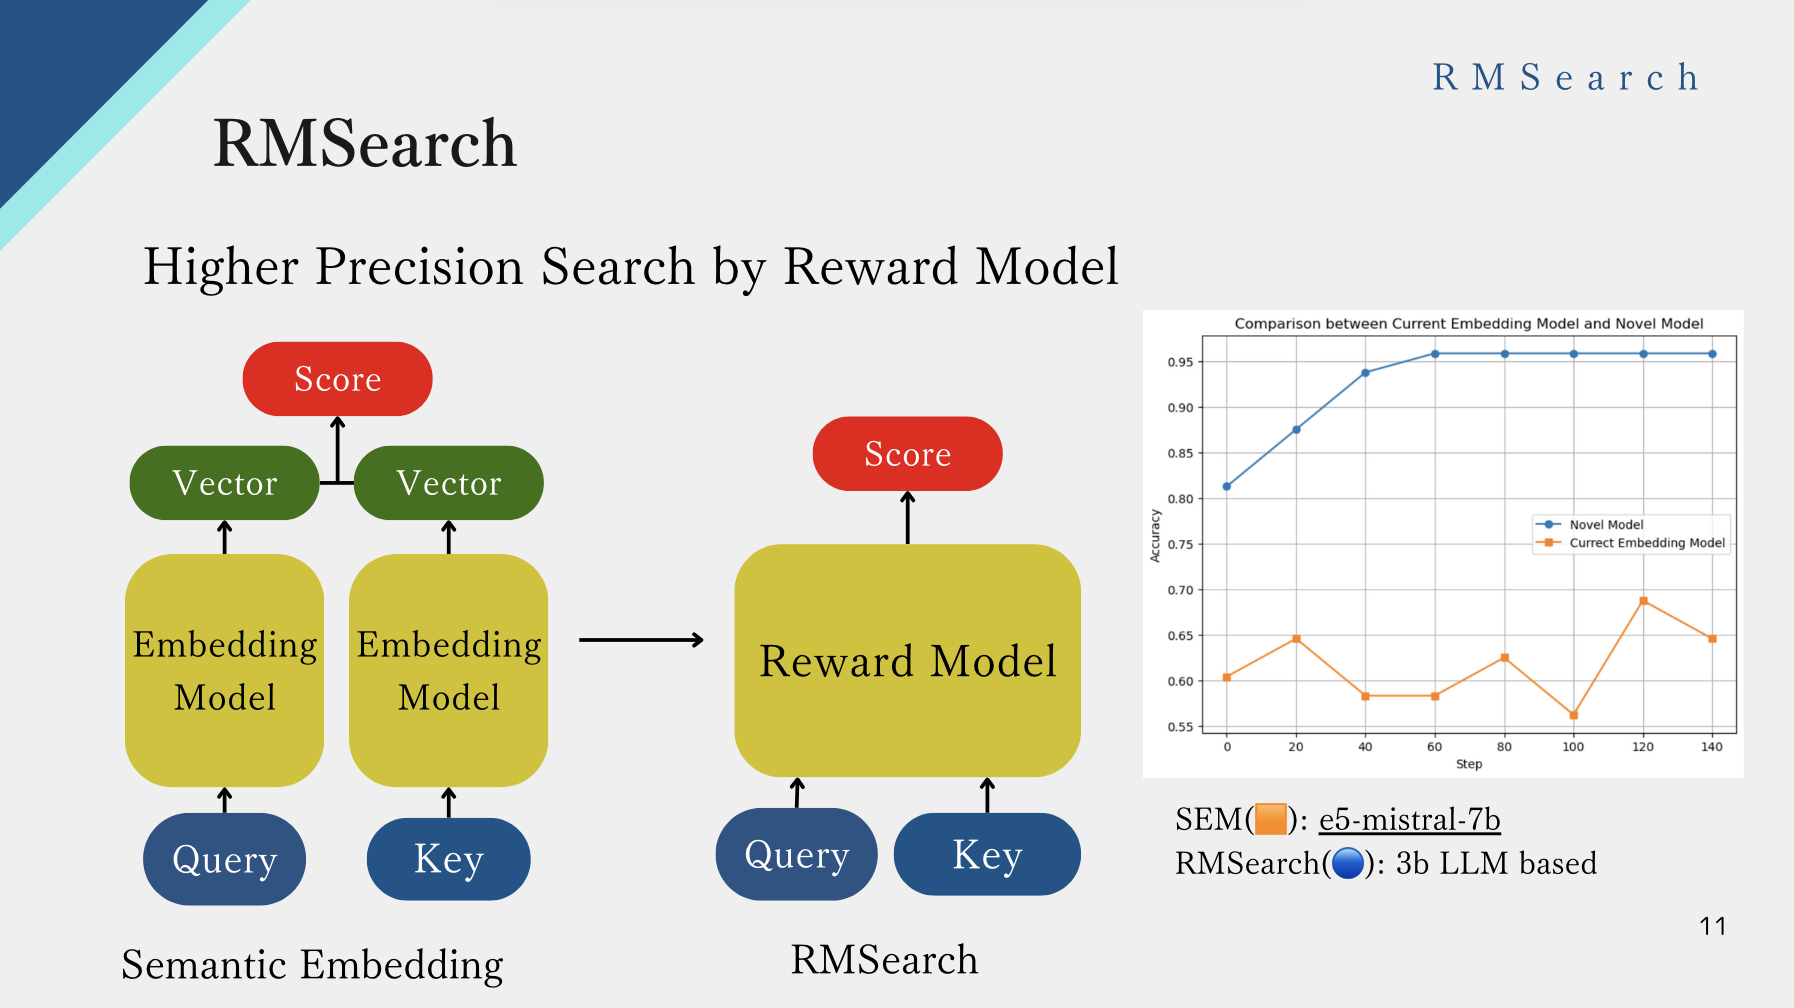 RMSearch
RMSearch
Higher Precision Search by Reward Model
Score
Vector
Vector
Embedding
Model
Embedding
Model
Query
Key
Semantic Embedding
Score
Reward Model
Query
Key
RMSearch
Comparison between Current Embedding Model and Novel Model
Accuracy
0.95
0.90
0.85
0.80
0.75
0.70
0.65
0.60
0.55
Novel Model
Currect Embedding Model
0 20 40 60 80 100 120 140
Step
SEM(🟧): e5-mistral-7b
RMSearch(🔵): 3b LLM based
11